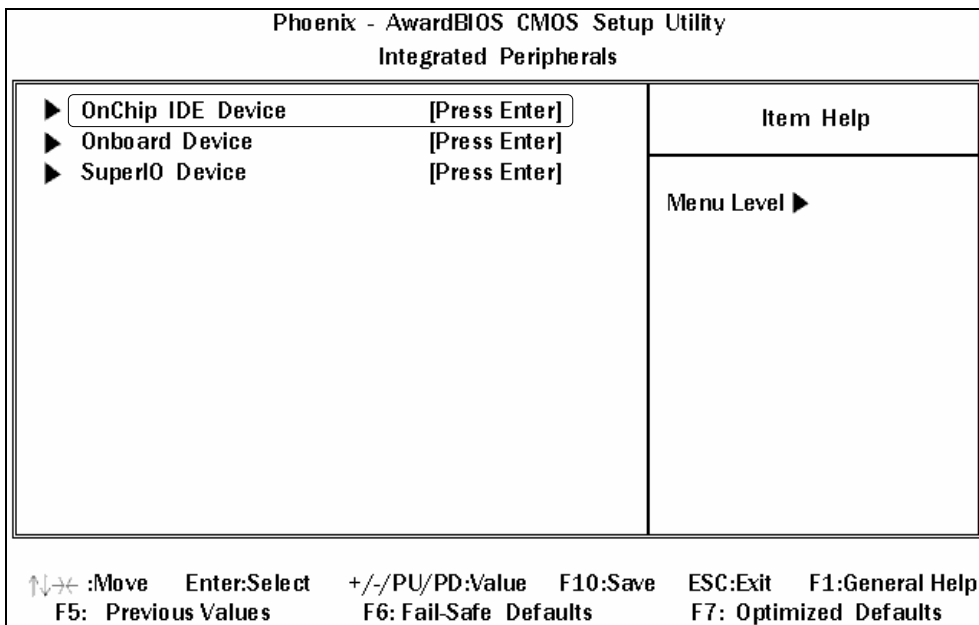 Phoenix - AwardBIOS CMOS Setup Utility
Integrated Peripherals
▶ OnChip IDE Device [Press Enter]
▶ Onboard Device [Press Enter]
▶ SuperIO Device [Press Enter]
Item Help
Menu Level ▶
↑↓→← :Move Enter:Select +/-/PU/PD:Value F10:Save ESC:Exit F1:General Help
F5: Previous Values F6: Fail-Safe Defaults F7: Optimized Defaults